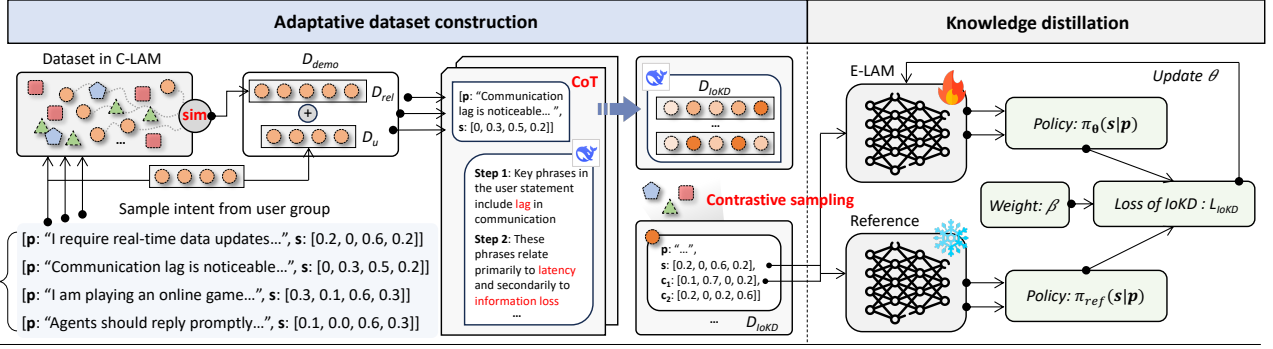 Adaptative dataset construction
Knowledge distillation
Dataset in C-LAM
sim
...
D_demo
D_rel
+
D_u
Sample intent from user group
[p: “I require real-time data updates…”, s: [0.2, 0, 0.6, 0.2]]
[p: “Communication lag is noticeable…”, s: [0, 0.3, 0.5, 0.2]]
[p: “I am playing an online game…”, s: [0.3, 0.1, 0.6, 0.3]]
[p: “Agents should reply promptly…”, s: [0.1, 0.0, 0.6, 0.3]]
CoT
[p: “Communication
lag is noticeable… ”,
s: [0, 0.3, 0.5, 0.2]]
Step 1: Key phrases in
the user statement
include lag in
communication
Step 2: These
phrases relate
primarily to latency
and secondarily to
information loss
...
D_IoKD
...
Contrastive sampling
p: “…”,
s: [0.2, 0, 0.6, 0.2],
c₁: [0.1, 0.7, 0, 0.2],
c₂: [0.2, 0, 0.2, 0.6]]
... D_IoKD
E-LAM
Update θ
Policy: π_θ(s|p)
Weight: β
Loss of IoKD : L_IoKD
Reference
Policy: π_ref(s|p)